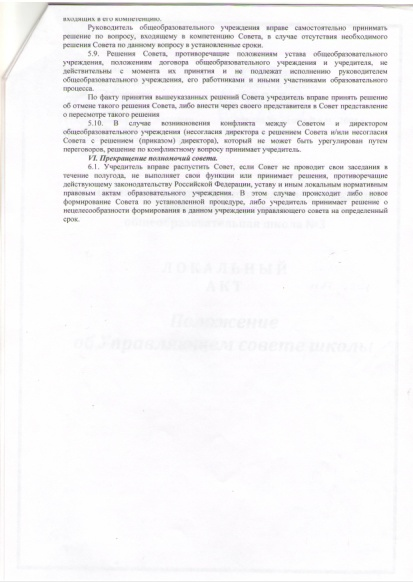 входящих в его компетенцию.
Руководитель общеобразовательного учреждения вправе самостоятельно принимать
решение по вопросу, входящему в компетенцию Совета, в случае отсутствия необходимого
решения Совета по данному вопросу в установленные сроки.
5.9. Решения Совета, противоречащие положениям устава общеобразовательного
учреждения, положениям договора общеобразовательного учреждения и учредителя, не
действительны с момента их принятия и не подлежат исполнению руководителем
общеобразовательного учреждения, его работниками и иными участниками образовательного
процесса.
По факту принятия вышеуказанных решений Совета учредитель вправе принять решение
об отмене такого решения Совета, либо внести через своего представителя в Совет представление
о пересмотре такого решения
5.10. В случае возникновения конфликта между Советом и директором
общеобразовательного учреждения (несогласия директора с решением Совета и/или несогласия
Совета с решением (приказом) директора), который не может быть урегулирован путем
переговоров, решение по конфликтному вопросу принимает учредитель.
VI. Прекращение полномочий совета.
6.1. Учредитель вправе распустить Совет, если Совет не проводит свои заседания в
течение полугода, не выполняет свои функции или принимает решения, противоречащие
действующему законодательству Российской Федерации, уставу и иным локальным нормативным
правовым актам образовательного учреждения. В этом случае происходит либо новое
формирование Совета по установленной процедуре, либо учредитель принимает решение о
нецелесообразности формирования в данном учреждении управляющего совета на определенный
срок.
ЛОКАЛЬНЫЙ
АКТ
Положение
об Управляющем совете школы